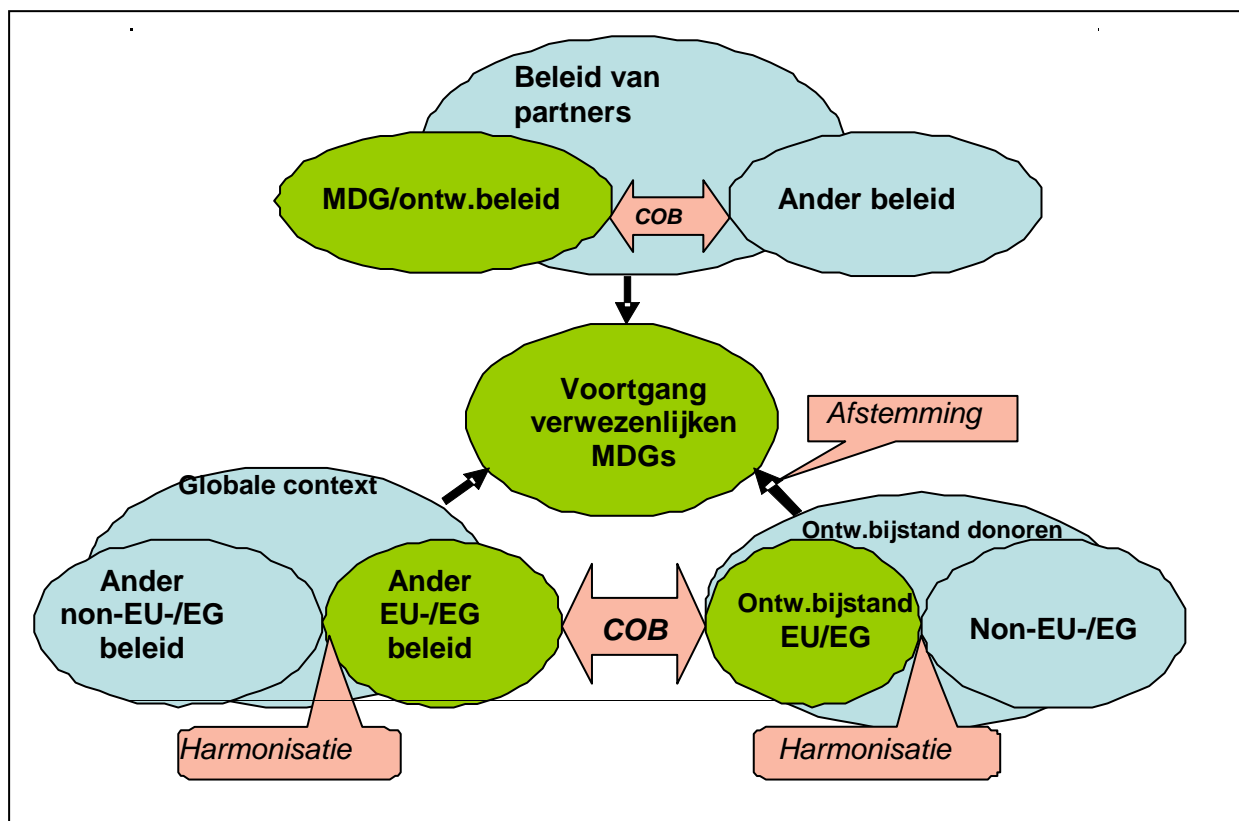 Beleid van
partners
MDG/ontw.beleid
COB
Ander beleid
Voortgang
verwezenlijken
MDGs
Afstemming
Globale context
Ander
non-EU-/EG
beleid
Ander
EU-/EG
beleid
COB
Ontw.bijstand donoren
Ontw.bijstand
EU/EG
Non-EU-/EG
Harmonisatie
Harmonisatie